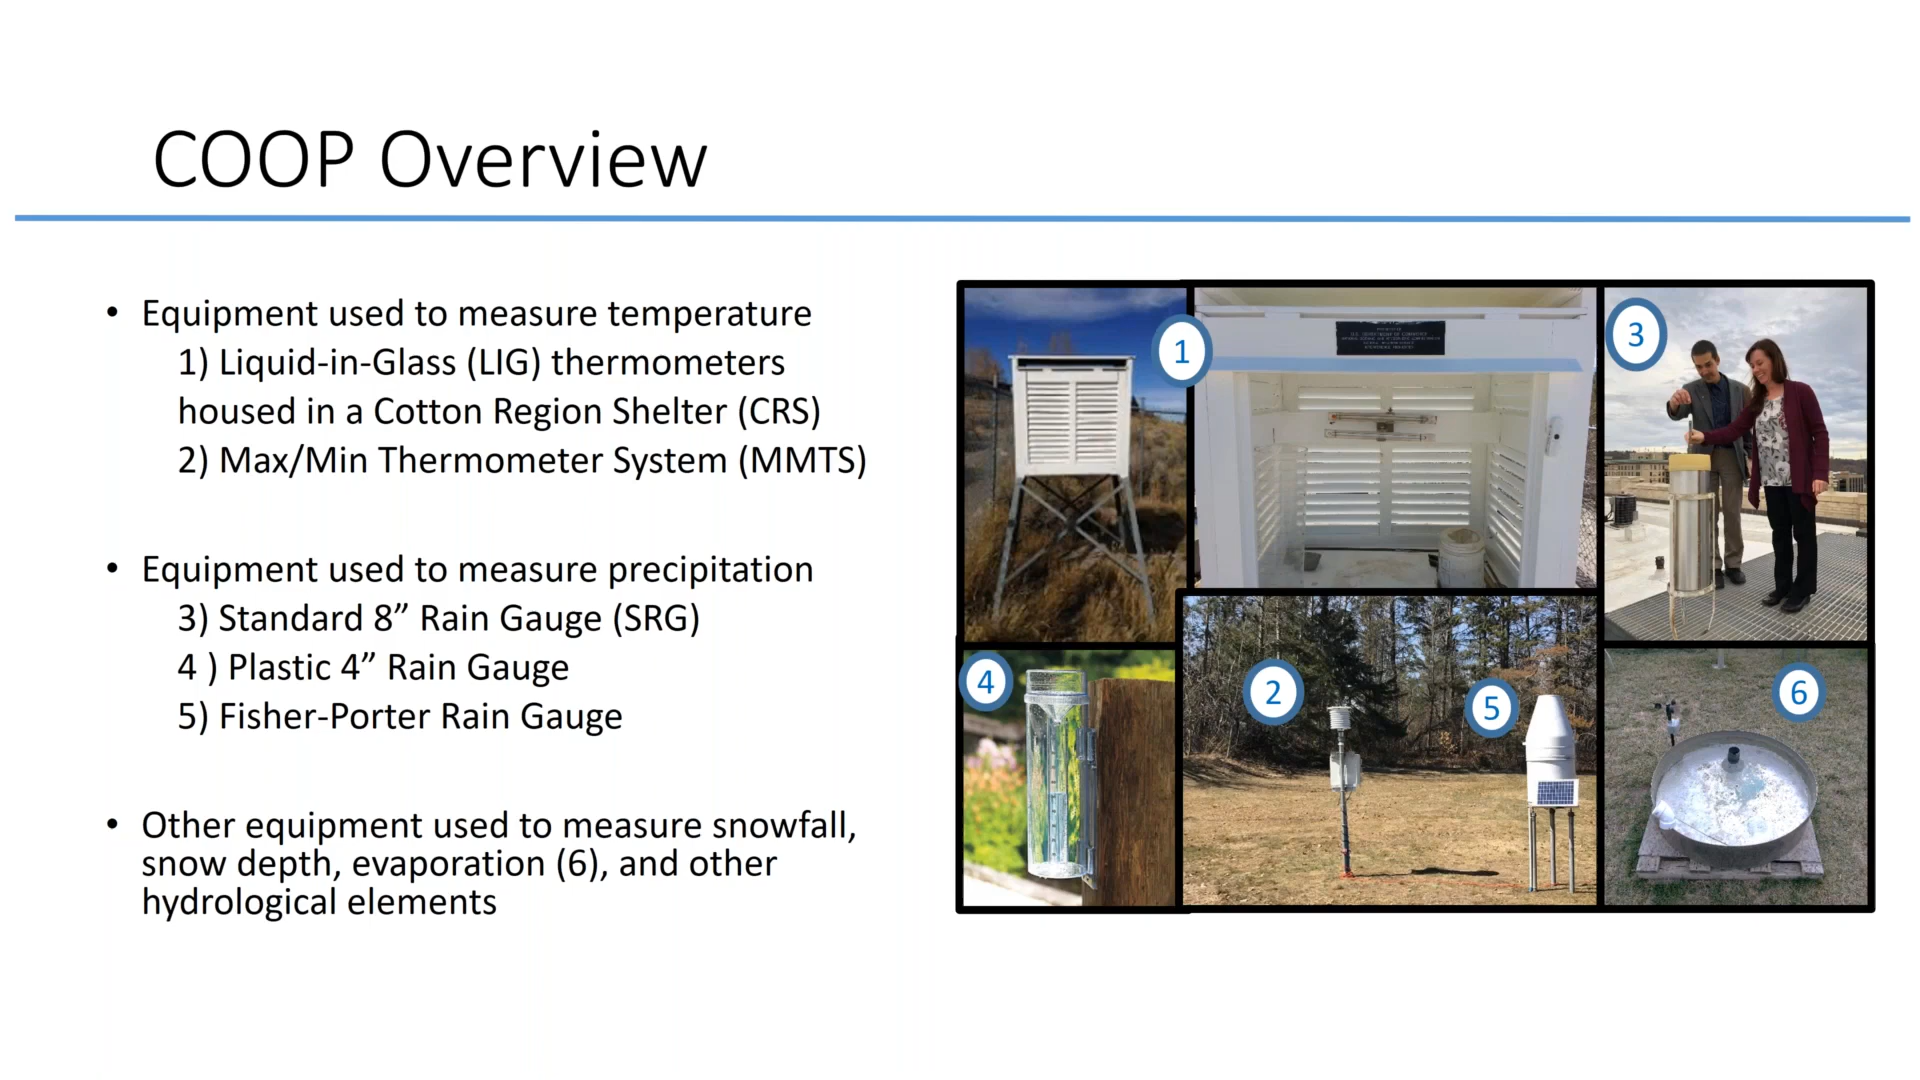 COOP Overview
• Equipment used to measure temperature
1) Liquid-in-Glass (LIG) thermometers
housed in a Cotton Region Shelter (CRS)
2) Max/Min Thermometer System (MMTS)
• Equipment used to measure precipitation
3) Standard 8” Rain Gauge (SRG)
4 ) Plastic 4” Rain Gauge
5) Fisher-Porter Rain Gauge
• Other equipment used to measure snowfall,
snow depth, evaporation (6), and other
hydrological elements
1
3
U.S. DEPARTMENT OF COMMERCE
4
2
5
6